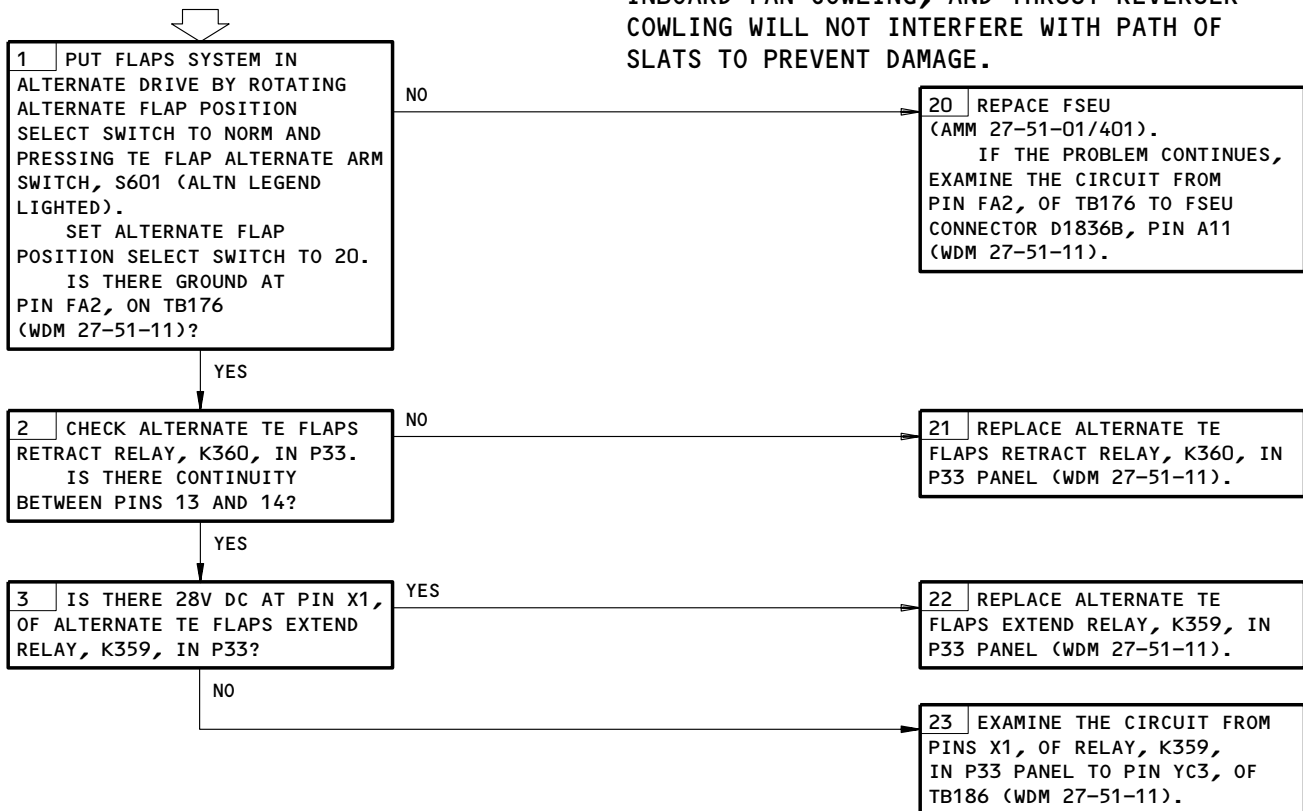 INBOARD FAN COWLING, AND THRUST REVERSER
COWLING WILL NOT INTERFERE WITH PATH OF
SLATS TO PREVENT DAMAGE.
1 PUT FLAPS SYSTEM IN
ALTERNATE DRIVE BY ROTATING
ALTERNATE FLAP POSITION
SELECT SWITCH TO NORM AND
PRESSING TE FLAP ALTERNATE ARM
SWITCH, S601 (ALTN LEGEND
LIGHTED).
SET ALTERNATE FLAP
POSITION SELECT SWITCH TO 20.
IS THERE GROUND AT
PIN FA2, ON TB176
(WDM 27-51-11)?
NO
20 REPACE FSEU
(AMM 27-51-01/401).
IF THE PROBLEM CONTINUES,
EXAMINE THE CIRCUIT FROM
PIN FA2, OF TB176 TO FSEU
CONNECTOR D1836B, PIN A11
(WDM 27-51-11).
YES
2 CHECK ALTERNATE TE FLAPS
RETRACT RELAY, K360, IN P33.
IS THERE CONTINUITY
BETWEEN PINS 13 AND 14?
NO
21 REPLACE ALTERNATE TE
FLAPS RETRACT RELAY, K360, IN
P33 PANEL (WDM 27-51-11).
YES
3 IS THERE 28V DC AT PIN X1,
OF ALTERNATE TE FLAPS EXTEND
RELAY, K359, IN P33?
YES
22 REPLACE ALTERNATE TE
FLAPS EXTEND RELAY, K359, IN
P33 PANEL (WDM 27-51-11).
NO
23 EXAMINE THE CIRCUIT FROM
PINS X1, OF RELAY, K359,
IN P33 PANEL TO PIN YC3, OF
TB186 (WDM 27-51-11).